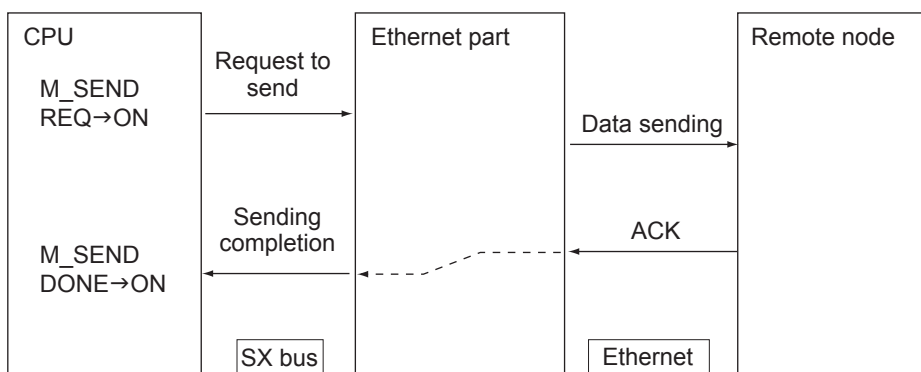 CPU
Ethernet part
Remote node
Request to
send
M_SEND
REQ→ON
Data sending
Sending
completion
ACK
M_SEND
DONE→ON
SX bus
Ethernet